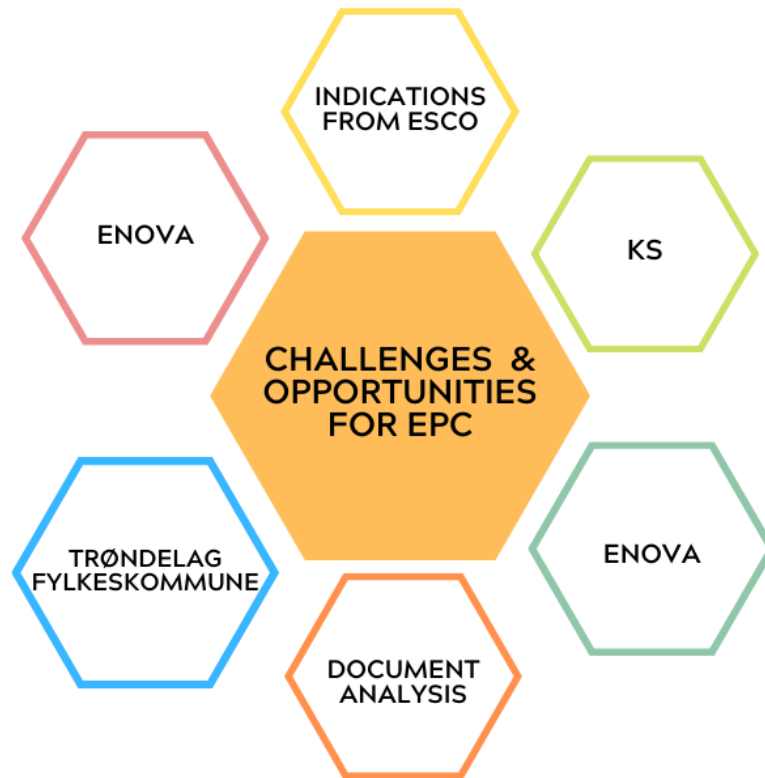 INDICATIONS
FROM ESCO
ENOVA
KS
CHALLENGES &
OPPORTUNITIES
FOR EPC
TRØNDELAG
FYLKESKOMMUNE
ENOVA
DOCUMENT
ANALYSIS